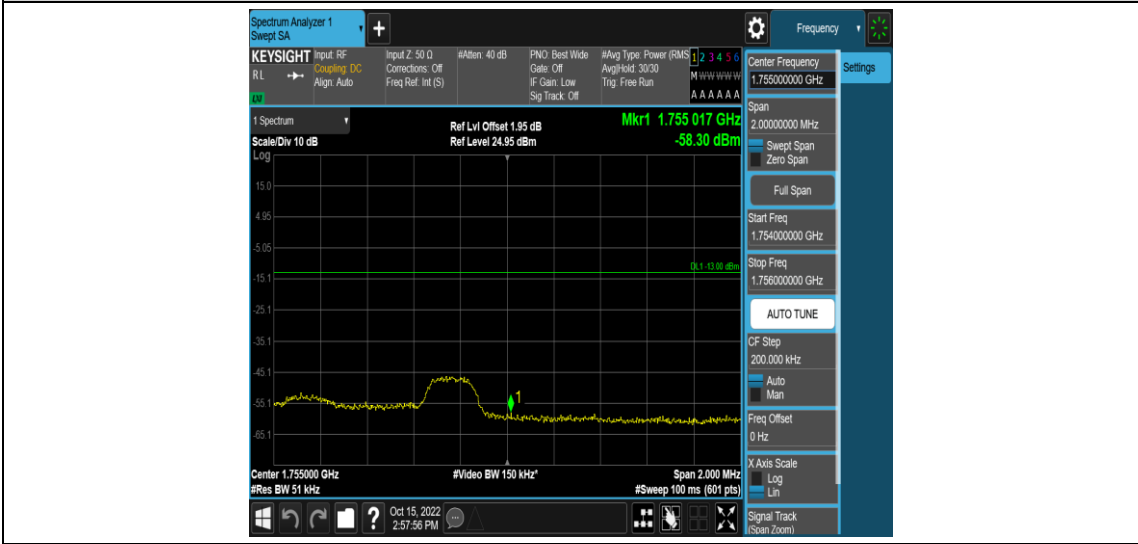 Spectrum Analyzer 1
Swept SA
+
Frequency
KEYSIGHT
RL
Input: RF
Coupling: DC
Align: Auto
Input Z: 50 Ω
Corrections: Off
Freq Ref: Int (S)
#Atten: 40 dB
PNO: Best Wide
Gate: Off
IF Gain: Low
Sig Track: Off
#Avg Type: Power (RMS
Avg|Hold: 30/30
Trig: Free Run
1 2 3 4 5 6
M W W W W W
A A A A A A
1 Spectrum
Scale/Div 10 dB
Log
Ref Lvl Offset 1.95 dB
Ref Level 24.95 dBm
Mkr1 1.755 017 GHz
-58.30 dBm
15.0
4.95
-5.05
DL1 -13.00 dBm
-15.1
-25.1
-35.1
-45.1
-55.1
1
-65.1
Center 1.755000 GHz
#Video BW 150 kHz*
Span 2.000 MHz
#Res BW 51 kHz
#Sweep 100 ms (601 pts)
?
Oct 15, 2022
2:57:56 PM
Center Frequency
1.755000000 GHz
Settings
Span
2.00000000 MHz
Swept Span
Zero Span
Full Span
Start Freq
1.754000000 GHz
Stop Freq
1.756000000 GHz
AUTO TUNE
CF Step
200.000 kHz
Auto
Man
Freq Offset
0 Hz
X Axis Scale
Log
Lin
Signal Track
(Span Zoom)